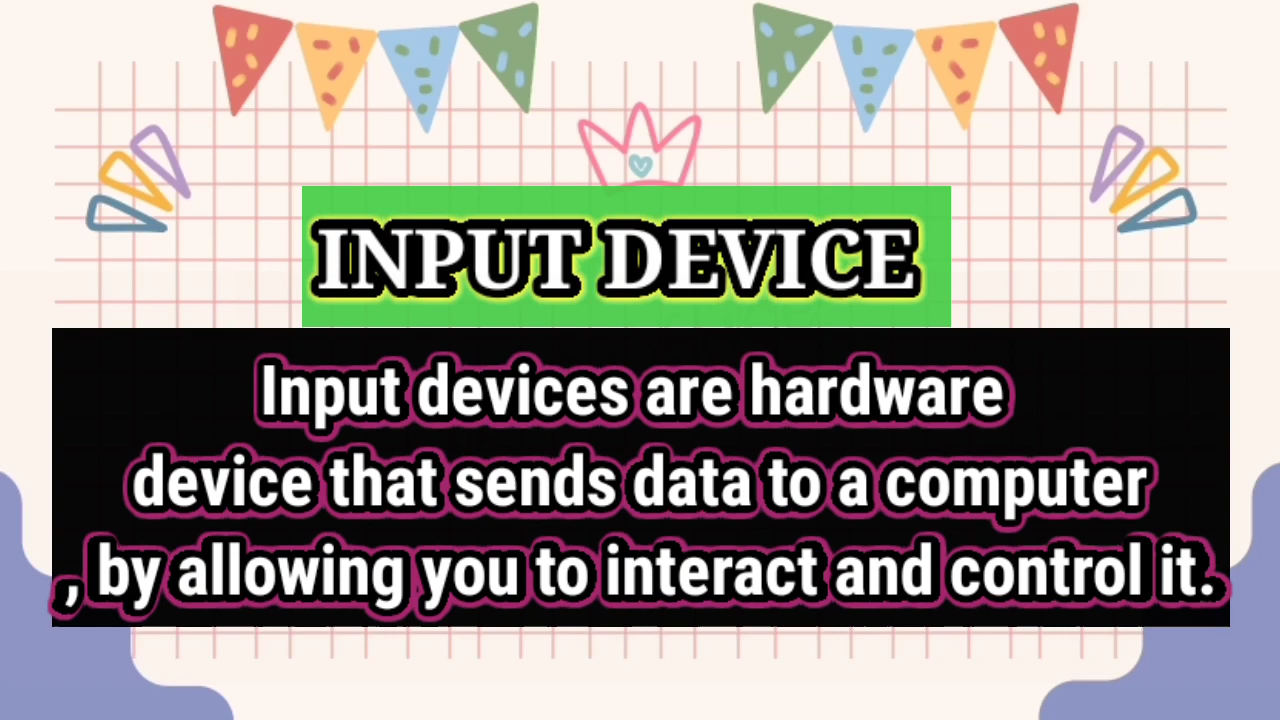 INPUT DEVICE
Input devices are hardware
device that sends data to a computer
, by allowing you to interact and control it.